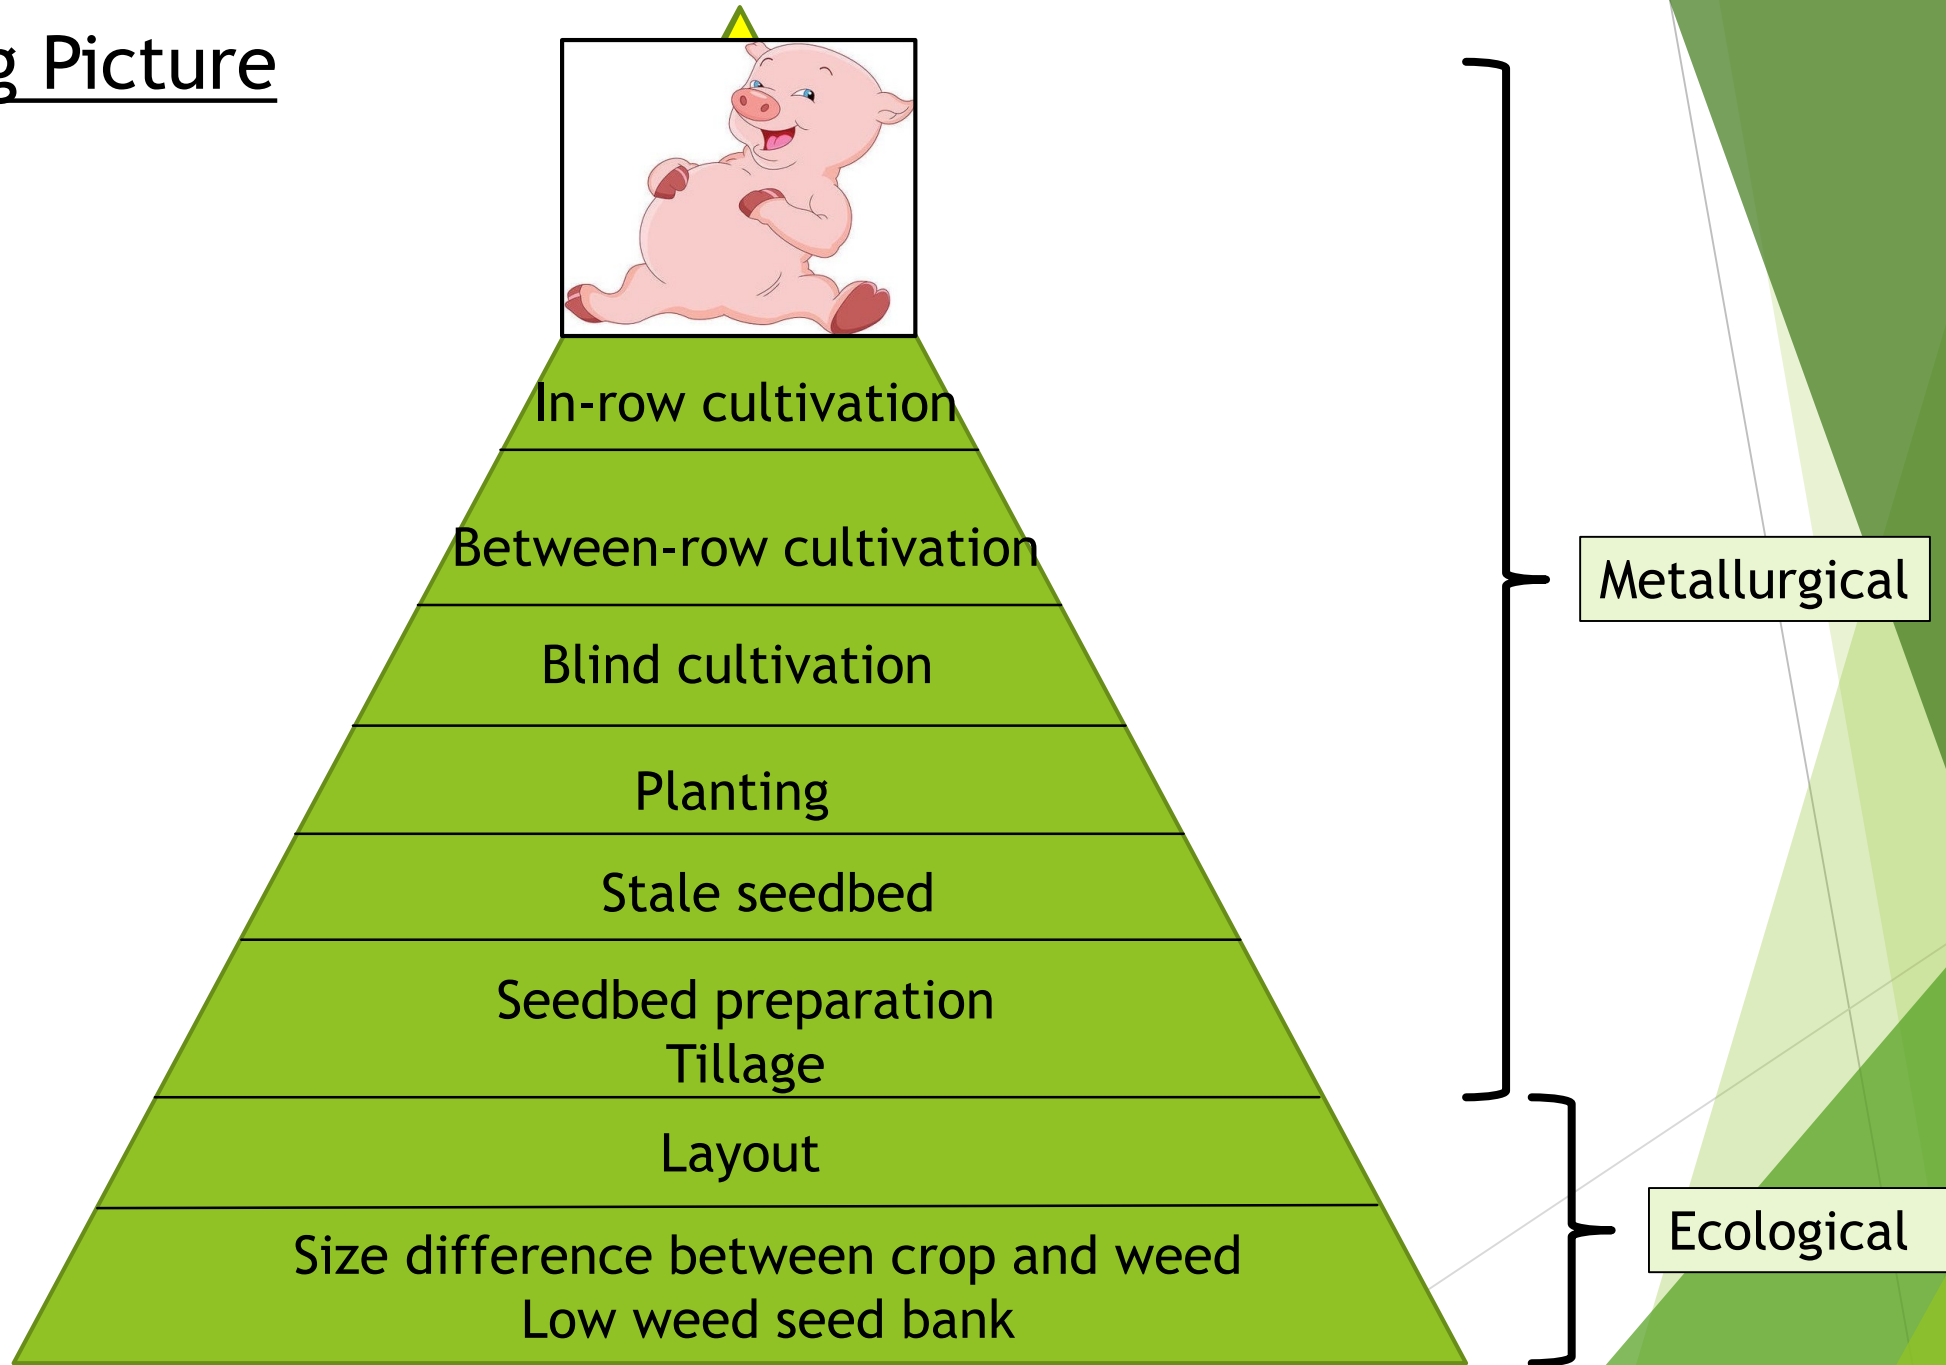 g Picture
In-row cultivation
Between-row cultivation
Blind cultivation
Metallurgical
Planting
Stale seedbed
Seedbed preparation
Tillage
Layout
Ecological
Size difference between crop and weed
Low weed seed bank